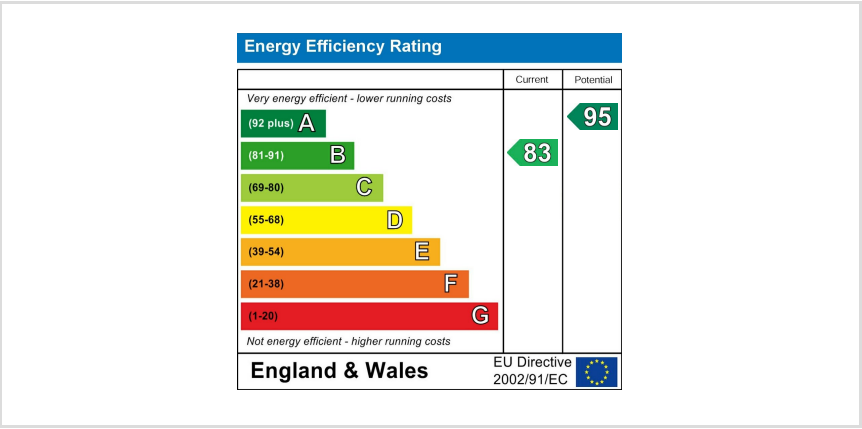 Energy Efficiency Rating
Current Potential
Very energy efficient - lower running costs
(92 plus) A
95
(81-91) B
83
(69-80) C
(55-68) D
(39-54) E
(21-38) F
(1-20) G
Not energy efficient - higher running costs
England & Wales
EU Directive
2002/91/EC